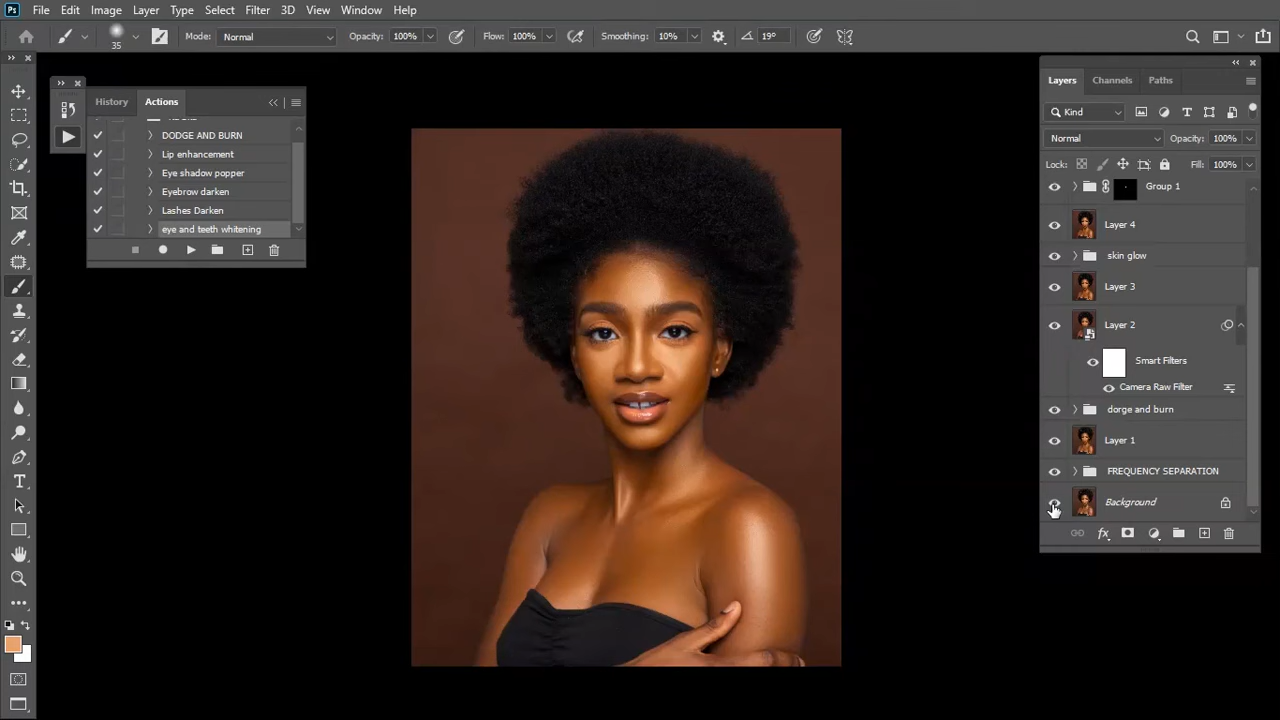 Ps File Edit Image Layer Type Select Filter 3D View Window Help
35 Mode: Normal Opacity: 100% Flow: 100% Smoothing: 10% 19°
History Actions
DODGE AND BURN
Lip enhancement
Eye shadow popper
Eyebrow darken
Lashes Darken
eye and teeth whitening
Layers Channels Paths
Kind
Normal Opacity: 100%
Lock: Fill: 100%
Group 1
Layer 4
skin glow
Layer 3
Layer 2
Smart Filters
Camera Raw Filter
dorge and burn
Layer 1
FREQUENCY SEPARATION
Background